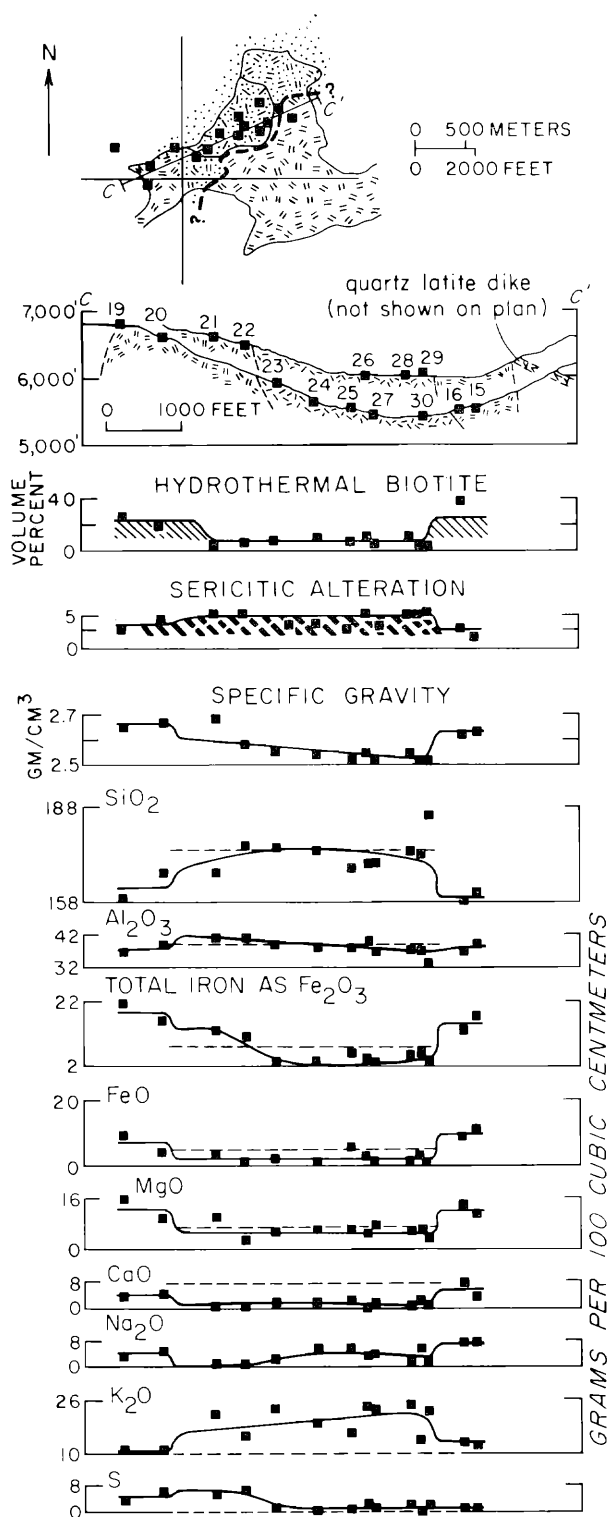 N
?
C'
C
?
0 500 METERS
0 2000 FEET
quartz latite dike
(not shown on plan)
C
C'
7,000'
6,000'
5,000'
19 20 21 22 23 24 25 26 27 28 29 30 16 15
0 1000 FEET
HYDROTHERMAL BIOTITE
VOLUME PERCENT
40
0
SERICITIC ALTERATION
5
0
SPECIFIC GRAVITY
GM/CM³
2.7
2.5
SiO₂
188
158
Al₂O₃
42
32
TOTAL IRON AS Fe₂O₃
22
2
FeO
20
0
MgO
16
0
CaO
8
0
Na₂O
8
0
K₂O
26
10
S
8
0
GRAMS PER 100 CUBIC CENTMETERS